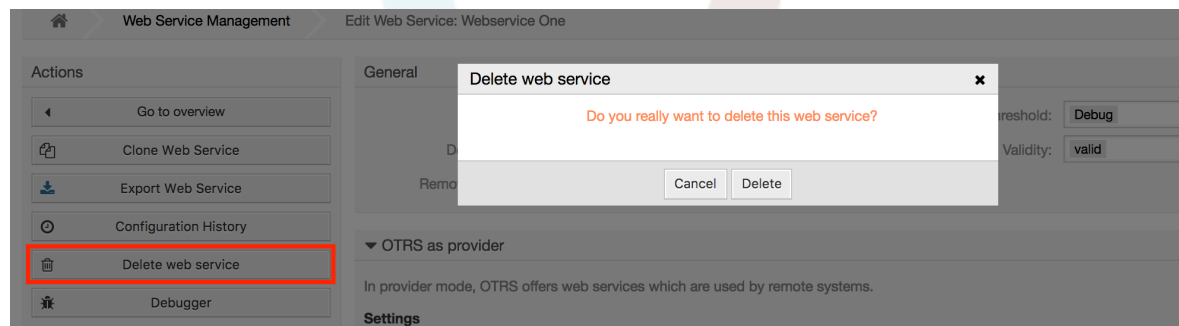 Web Service Management
Edit Web Service: Webservice One
Actions
Go to overview
Clone Web Service
Export Web Service
Configuration History
Delete web service
Debugger
General
Delete web service
Do you really want to delete this web service?
Cancel
Delete
Debug
Validity:
valid
OTRS as provider
In provider mode, OTRS offers web services which are used by remote systems.
Settings